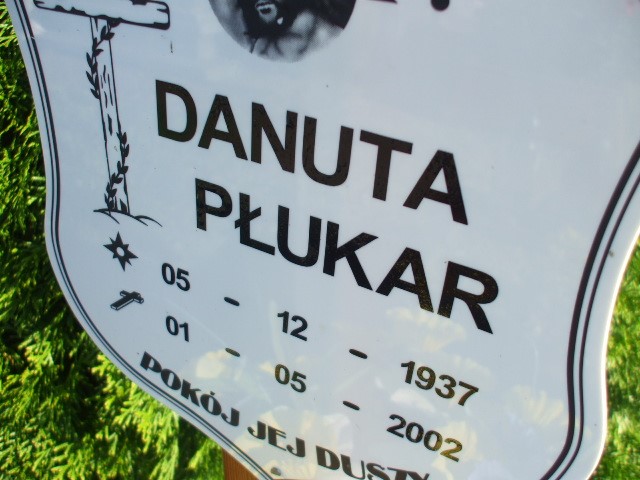 DANUTA
PŁUKAR
05 - 12 - 1937
01 - 05 - 2002
POKÓJ JEJ DUSZY